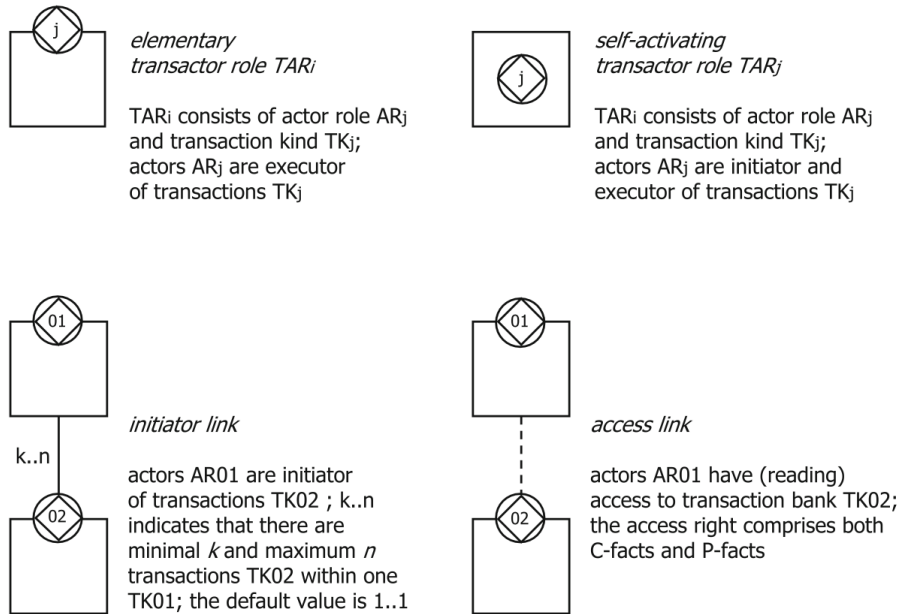 j
elementary
transactor role TARi
TARi consists of actor role ARj
and transaction kind TKj;
actors ARj are executor
of transactions TKj
j
self-activating
transactor role TARj
TARi consists of actor role ARj
and transaction kind TKj;
actors ARj are initiator and
executor of transactions TKj
01
k..n
02
initiator link
actors AR01 are initiator
of transactions TK02 ; k..n
indicates that there are
minimal k and maximum n
transactions TK02 within one
TK01; the default value is 1..1
01
02
access link
actors AR01 have (reading)
access to transaction bank TK02;
the access right comprises both
C-facts and P-facts